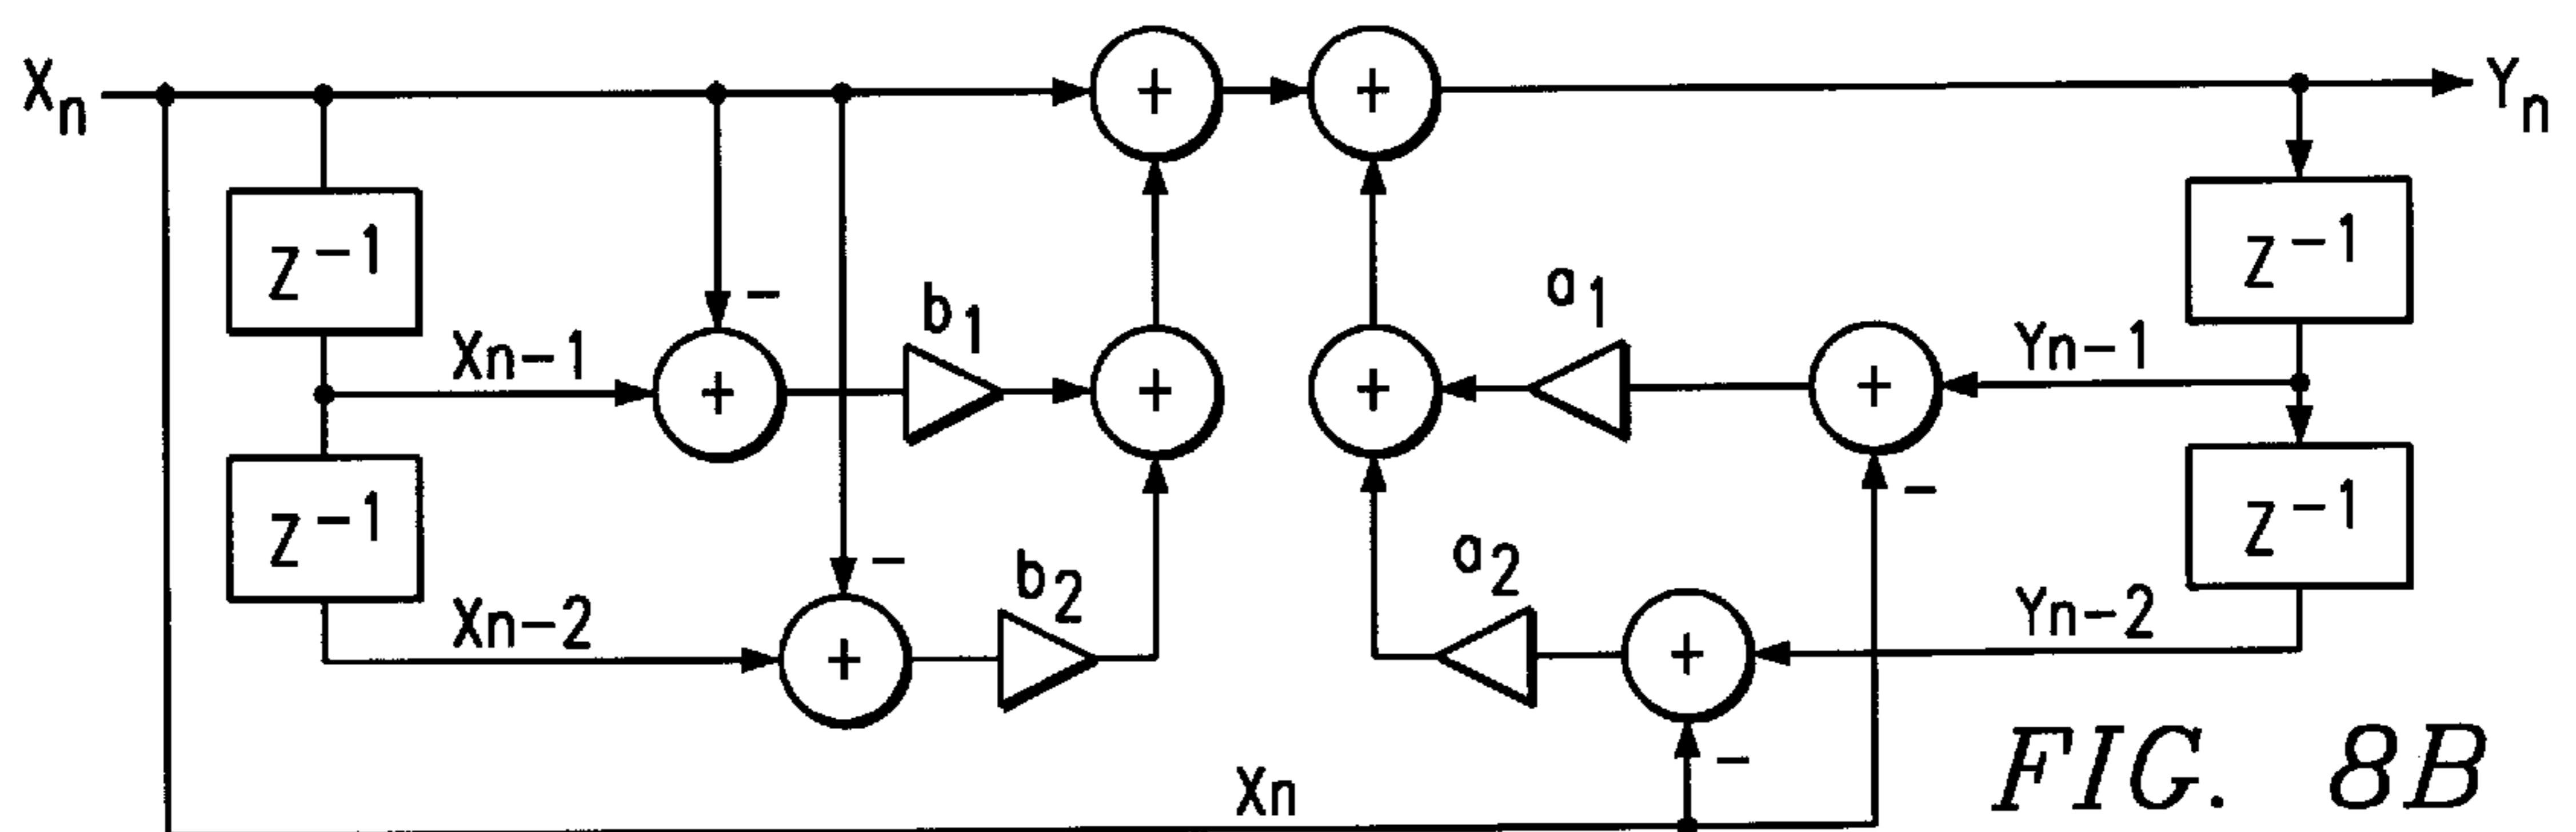 Xn
+
+
Yn
z-1
z-1
-
a1
b1
Xn-1
+
+
+
+
Yn-1
z-1
z-1
-
-
a2
b2
Xn-2
+
+
Yn-2
-
Xn
FIG. 8B